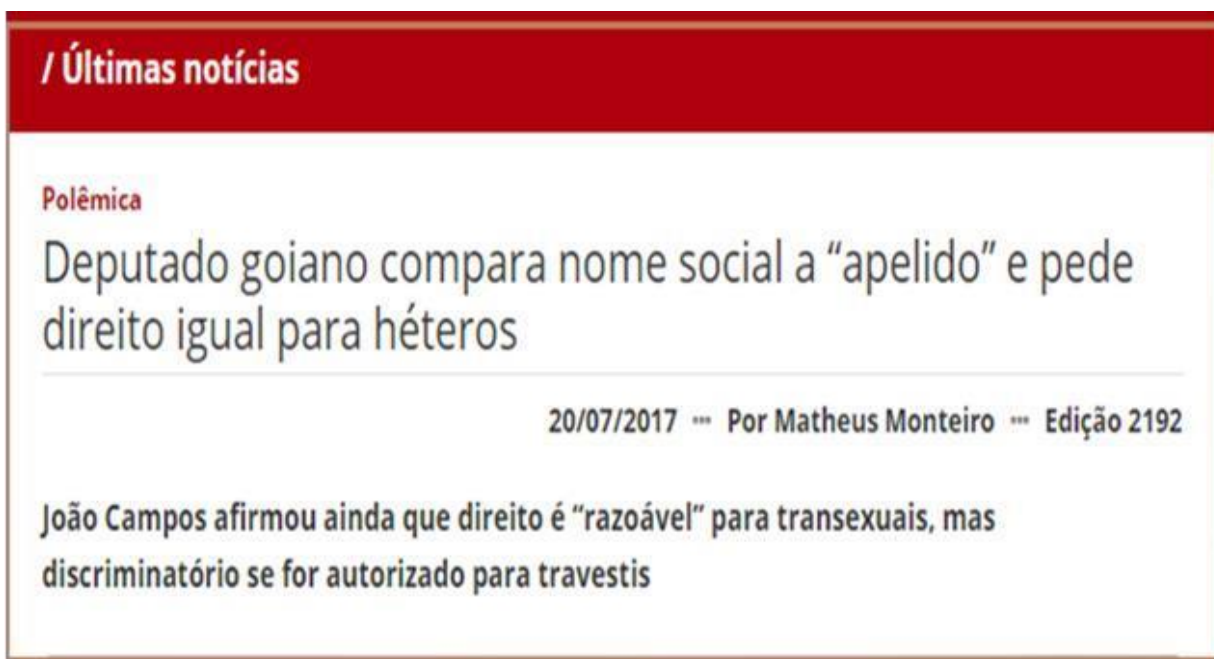 / Últimas notícias
Polêmica
Deputado goiano compara nome social a “apelido” e pede
direito igual para héteros
20/07/2017 ··· Por Matheus Monteiro ··· Edição 2192
João Campos afirmou ainda que direito é “razoável” para transexuais, mas
discriminatório se for autorizado para travestis